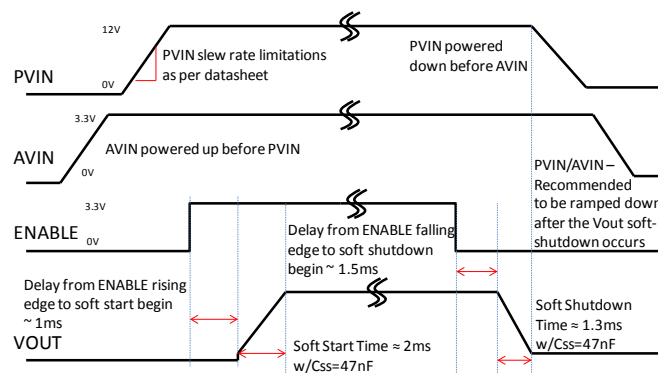 12V
PVIN
0V
PVIN slew rate limitations
as per datasheet
PVIN powered
down before AVIN
3.3V
AVIN
0V
AVIN powered up before PVIN
PVIN/AVIN –
Recommended
to be ramped down
after the Vout soft-
shutdown occurs
3.3V
ENABLE
0V
Delay from ENABLE falling
edge to soft shutdown
begin ~ 1.5ms
Delay from ENABLE rising
edge to soft start begin
~ 1ms
VOUT
Soft Start Time ≈ 2ms
w/Css=47nF
Soft Shutdown
Time ≈ 1.3ms
w/Css=47nF